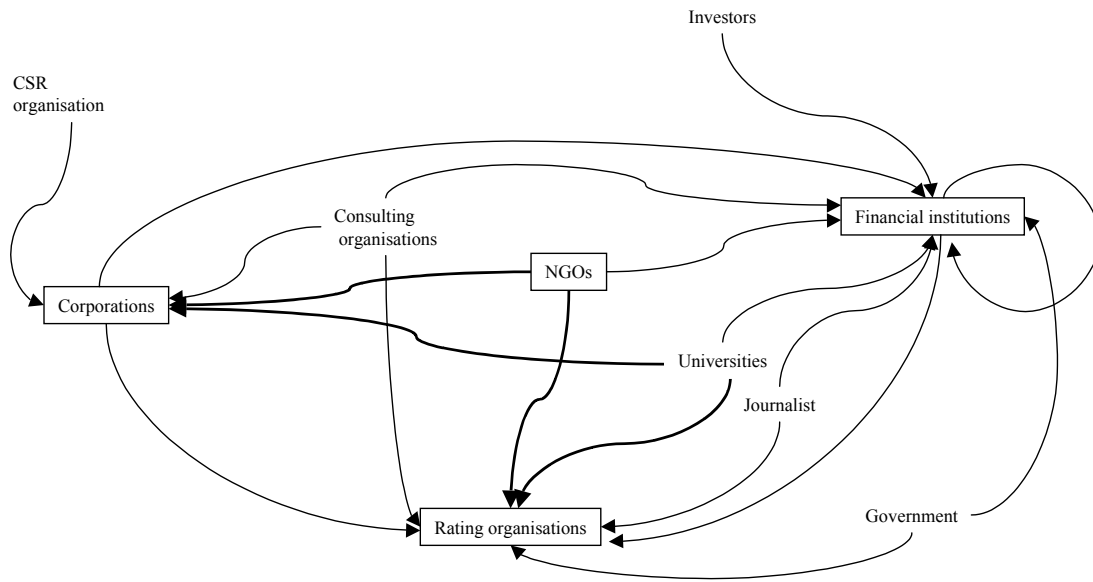 Investors
CSR
organisation
Consulting
organisations
Financial institutions
NGOs
Corporations
Universities
Journalist
Rating organisations
Government